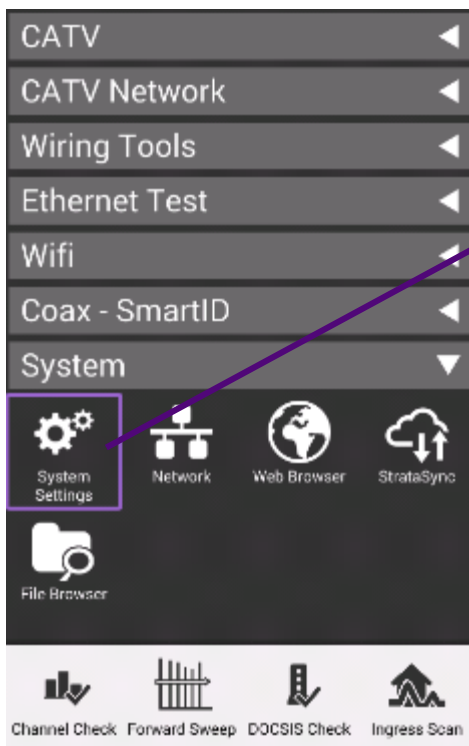 CATV
CATV Network
Wiring Tools
Ethernet Test
Wifi
Coax - SmartID
System
System Settings
Network
Web Browser
StrataSync
File Browser
Channel Check
Forward Sweep
DOCSIS Check
Ingress Scan